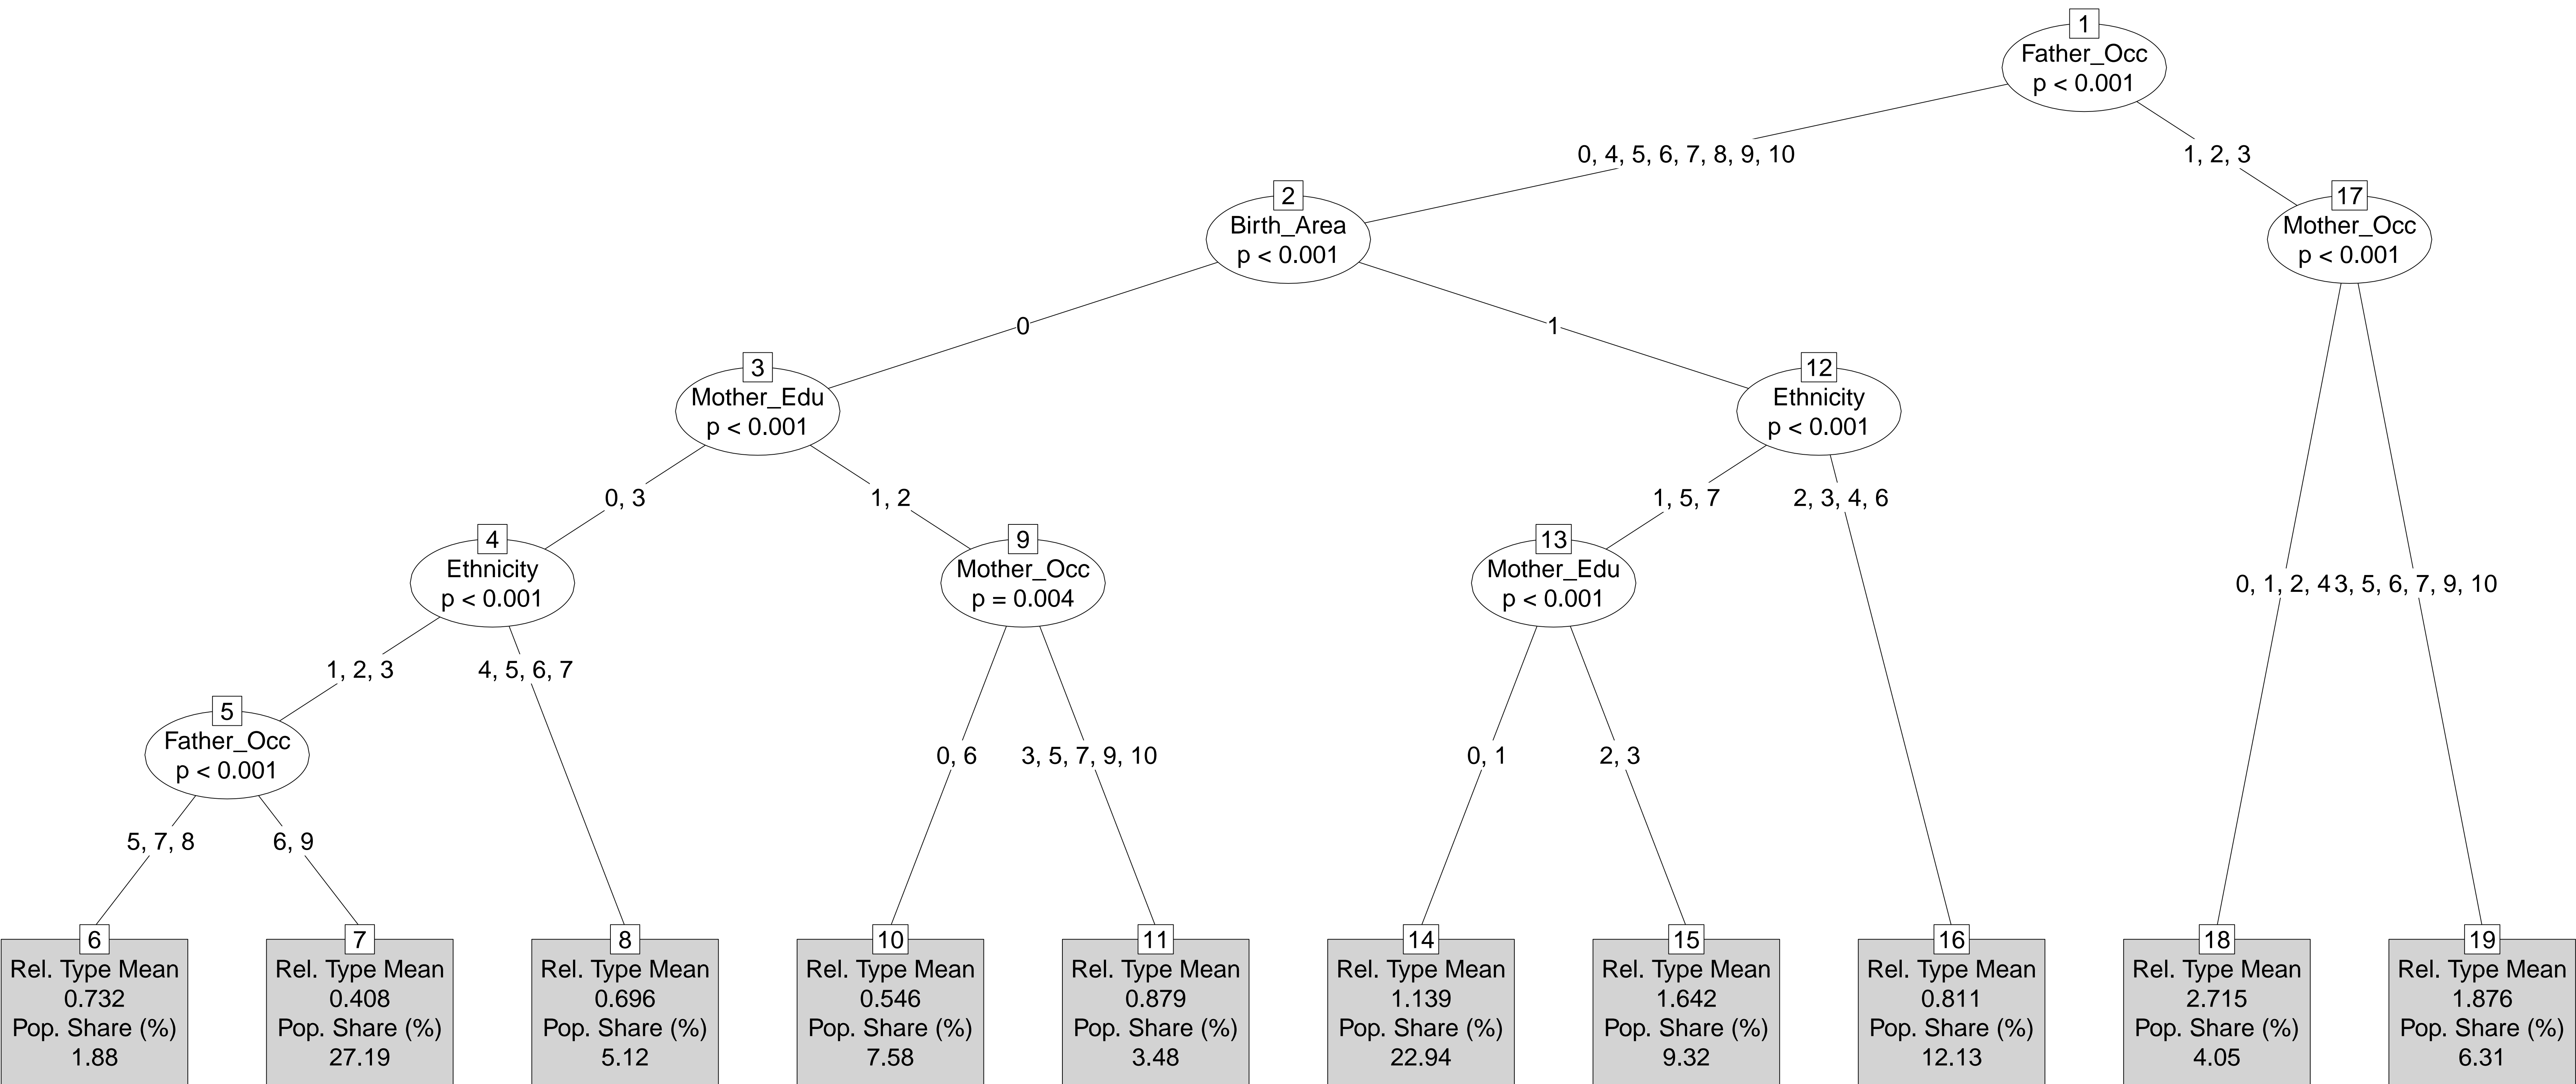 1
Father_Occ
p < 0.001
0, 4, 5, 6, 7, 8, 9, 10
1, 2, 3
2
Birth_Area
p < 0.001
17
Mother_Occ
p < 0.001
0
1
3
Mother_Edu
p < 0.001
12
Ethnicity
p < 0.001
0, 3
1, 2
1, 5, 7
2, 3, 4, 6
4
Ethnicity
p < 0.001
9
Mother_Occ
p = 0.004
13
Mother_Edu
p < 0.001
0, 1, 2, 4
3, 5, 6, 7, 9, 10
1, 2, 3
4, 5, 6, 7
5
Father_Occ
p < 0.001
0, 6
3, 5, 7, 9, 10
0, 1
2, 3
5, 7, 8
6, 9
6
Rel. Type Mean
0.732
Pop. Share (%)
1.88
7
Rel. Type Mean
0.408
Pop. Share (%)
27.19
8
Rel. Type Mean
0.696
Pop. Share (%)
5.12
10
Rel. Type Mean
0.546
Pop. Share (%)
7.58
11
Rel. Type Mean
0.879
Pop. Share (%)
3.48
14
Rel. Type Mean
1.139
Pop. Share (%)
22.94
15
Rel. Type Mean
1.642
Pop. Share (%)
9.32
16
Rel. Type Mean
0.811
Pop. Share (%)
12.13
18
Rel. Type Mean
2.715
Pop. Share (%)
4.05
19
Rel. Type Mean
1.876
Pop. Share (%)
6.31